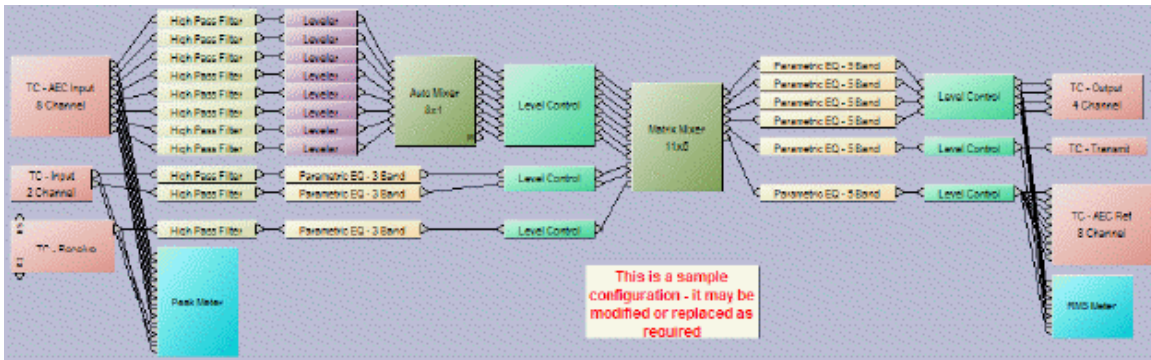 TC - AEC Input
8 Channel
High Pass Filter
High Pass Filter
High Pass Filter
High Pass Filter
High Pass Filter
High Pass Filter
High Pass Filter
High Pass Filter
Leveler
Leveler
Leveler
Leveler
Leveler
Leveler
Leveler
Leveler
Auto Mixer
8x1
Level Control
TC - Input
2 Channel
High Pass Filter
High Pass Filter
Parametric EQ - 3 Band
Parametric EQ - 3 Band
Level Control
TC - Receive
High Pass Filter
Parametric EQ - 3 Band
Level Control
Peak Meter
Matrix Mixer
Parametric EQ - 5 Band
Parametric EQ - 5 Band
Parametric EQ - 5 Band
Parametric EQ - 5 Band
Level Control
TC - Output
4 Channel
Parametric EQ - 5 Band
Level Control
TC - Transmit
Parametric EQ - 5 Band
Level Control
TC - AEC Ref
8 Channel
RMS Meter
This is a sample
configuration - it may be
modified or replaced as
required